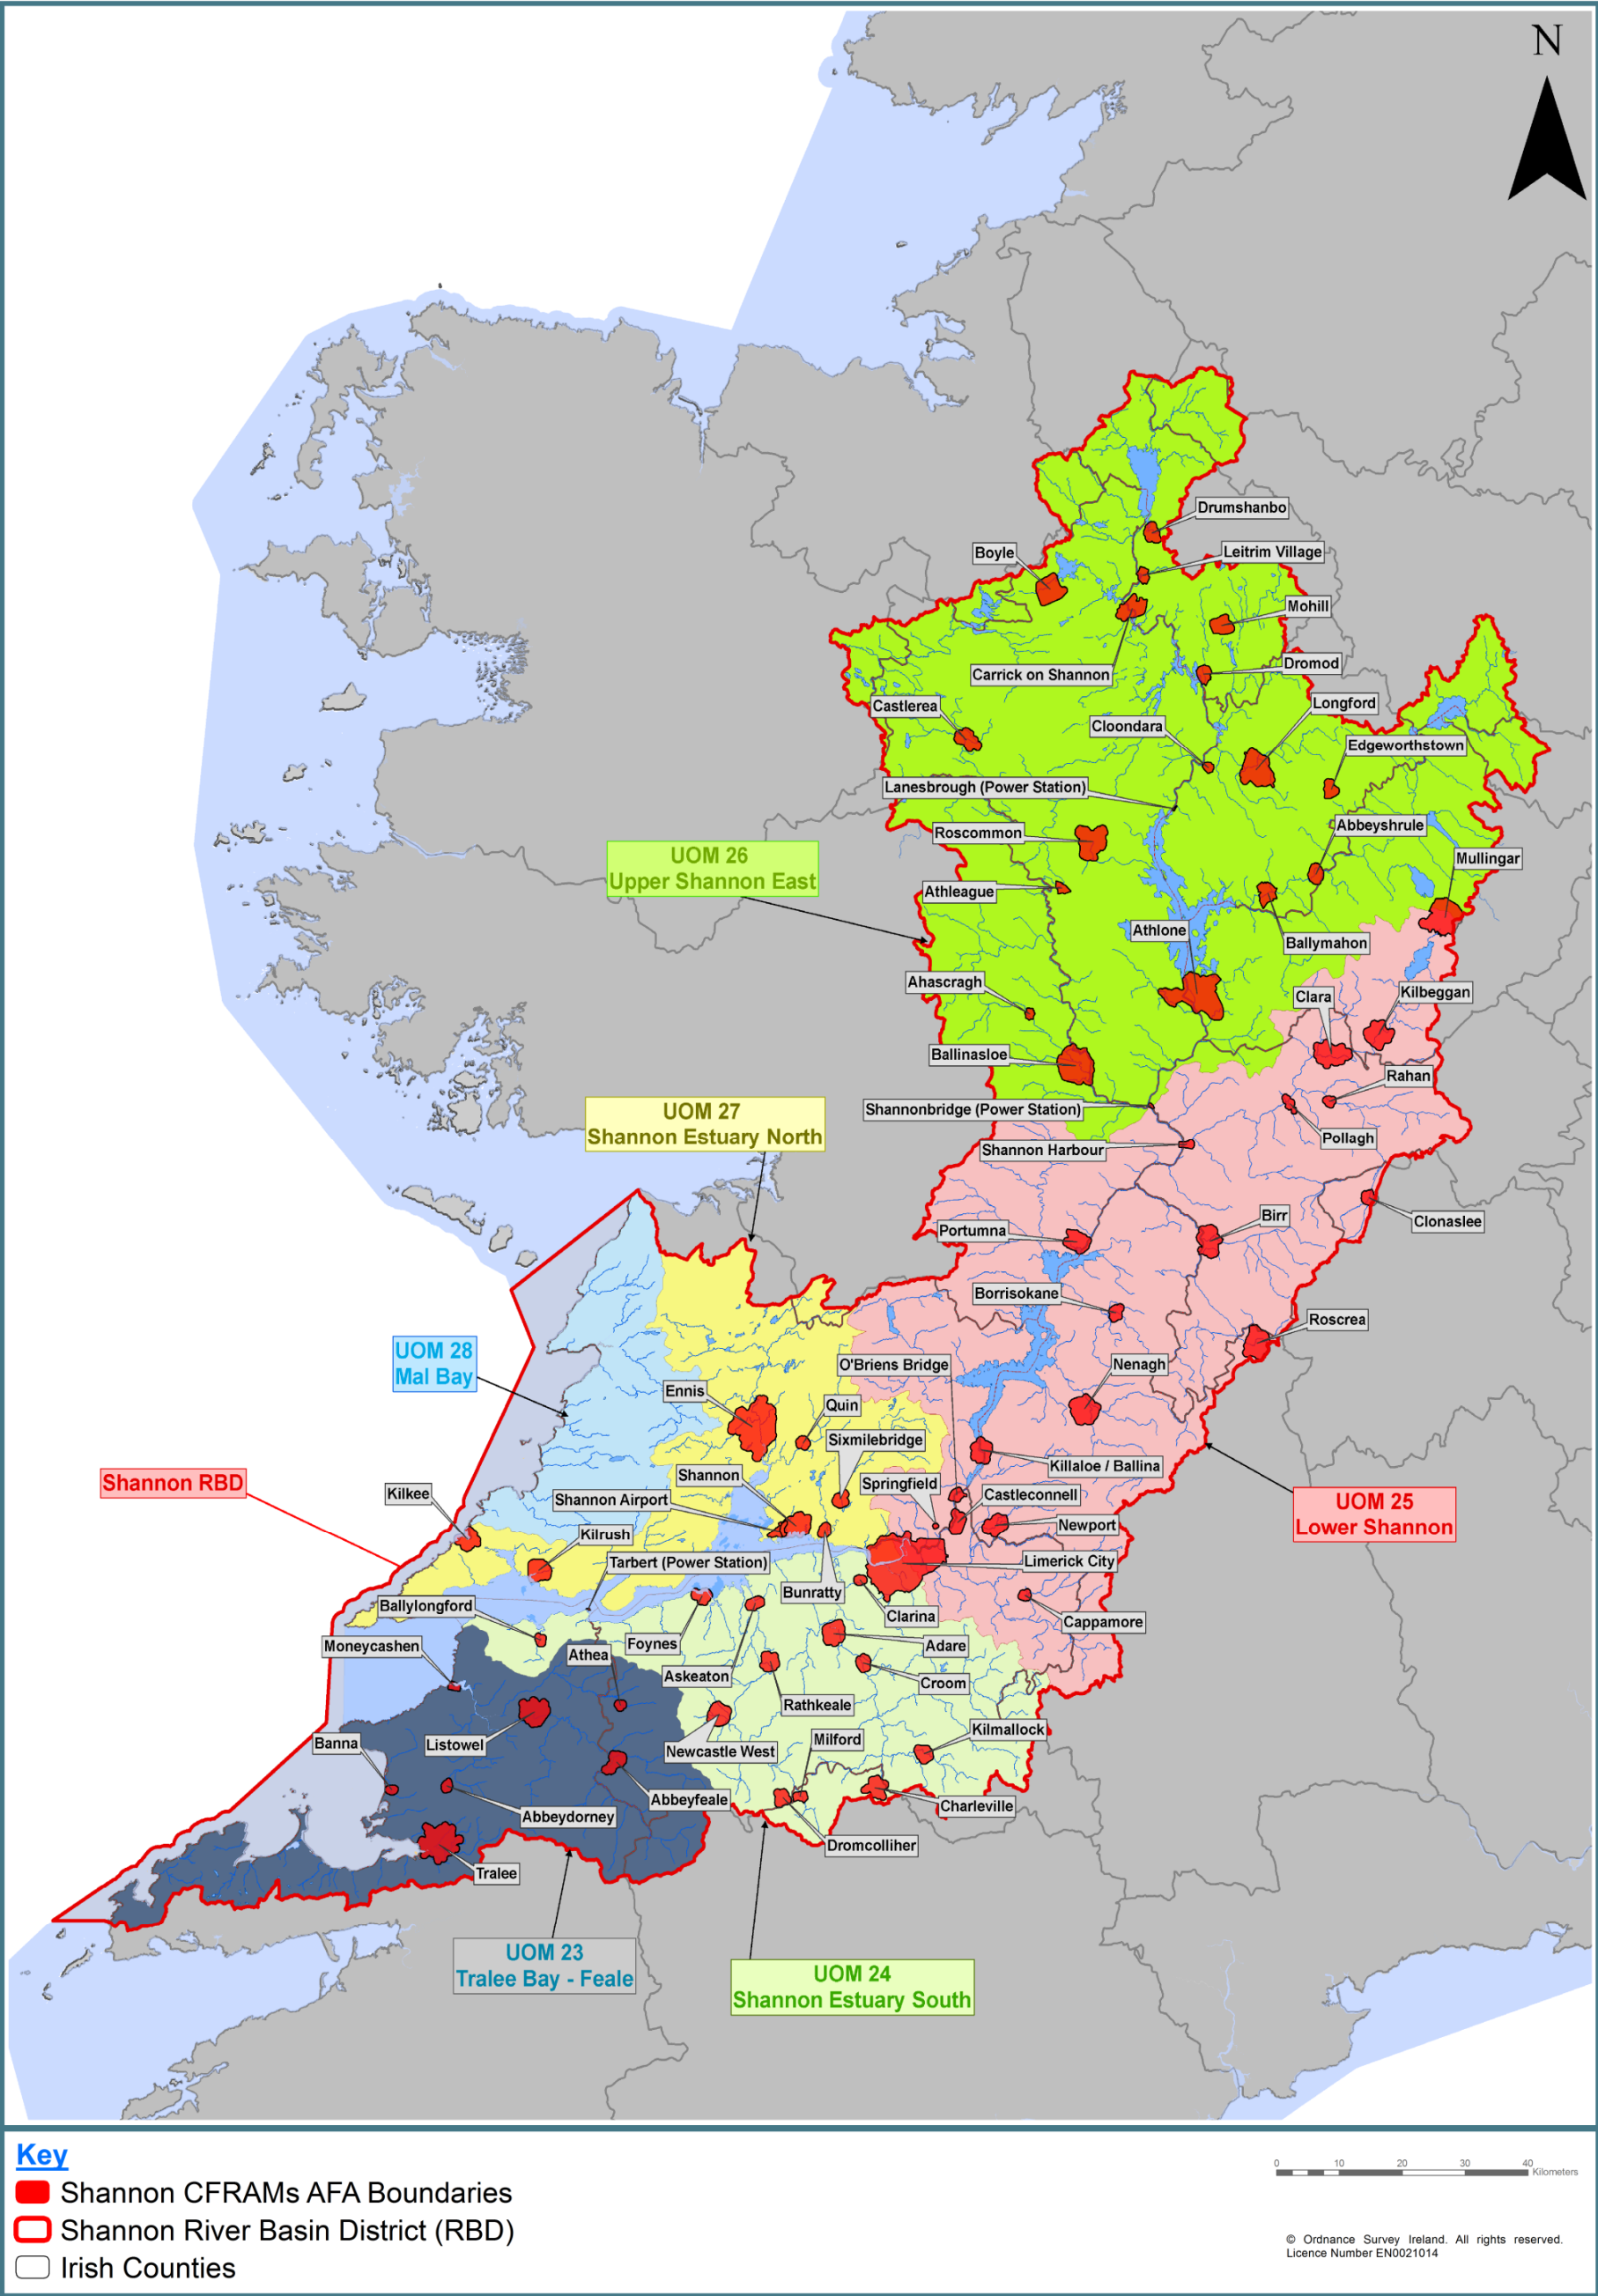 N
Drumshanbo
Boyle
Leitrim Village
Mohill
Carrick on Shannon
Dromod
Castlerea
Longford
Cloondara
Edgeworthstown
Lanesbrough (Power Station)
Abbeyshrule
Roscommon
Mullingar
UOM 26
Upper Shannon East
Athleague
Athlone
Ballymahon
Ahascragh
Clara
Kilbeggan
Ballinasloe
Rahan
Shannonbridge (Power Station)
UOM 27
Shannon Estuary North
Pollagh
Shannon Harbour
Birr
Clonaslee
Portumna
Borrisokane
Roscrea
UOM 28
Mal Bay
O'Briens Bridge
Nenagh
Ennis
Quin
Sixmilebridge
Killaloe / Ballina
Shannon
Springfield
Shannon RBD
Kilkee
Shannon Airport
Castleconnell
UOM 25
Lower Shannon
Newport
Kilrush
Tarbert (Power Station)
Limerick City
Bunratty
Ballylongford
Clarina
Cappamore
Moneycashen
Foynes
Adare
Athea
Askeaton
Croom
Rathkeale
Banna
Listowel
Newcastle West
Milford
Kilmallock
Abbeyfeale
Charleville
Abbeydorney
Dromcolliher
Tralee
UOM 23
Tralee Bay - Feale
UOM 24
Shannon Estuary South
Key
Shannon CFRAMs AFA Boundaries
Shannon River Basin District (RBD)
Irish Counties
0 10 20 30 40
Kilometers
© Ordnance Survey Ireland. All rights reserved.
Licence Number EN0021014